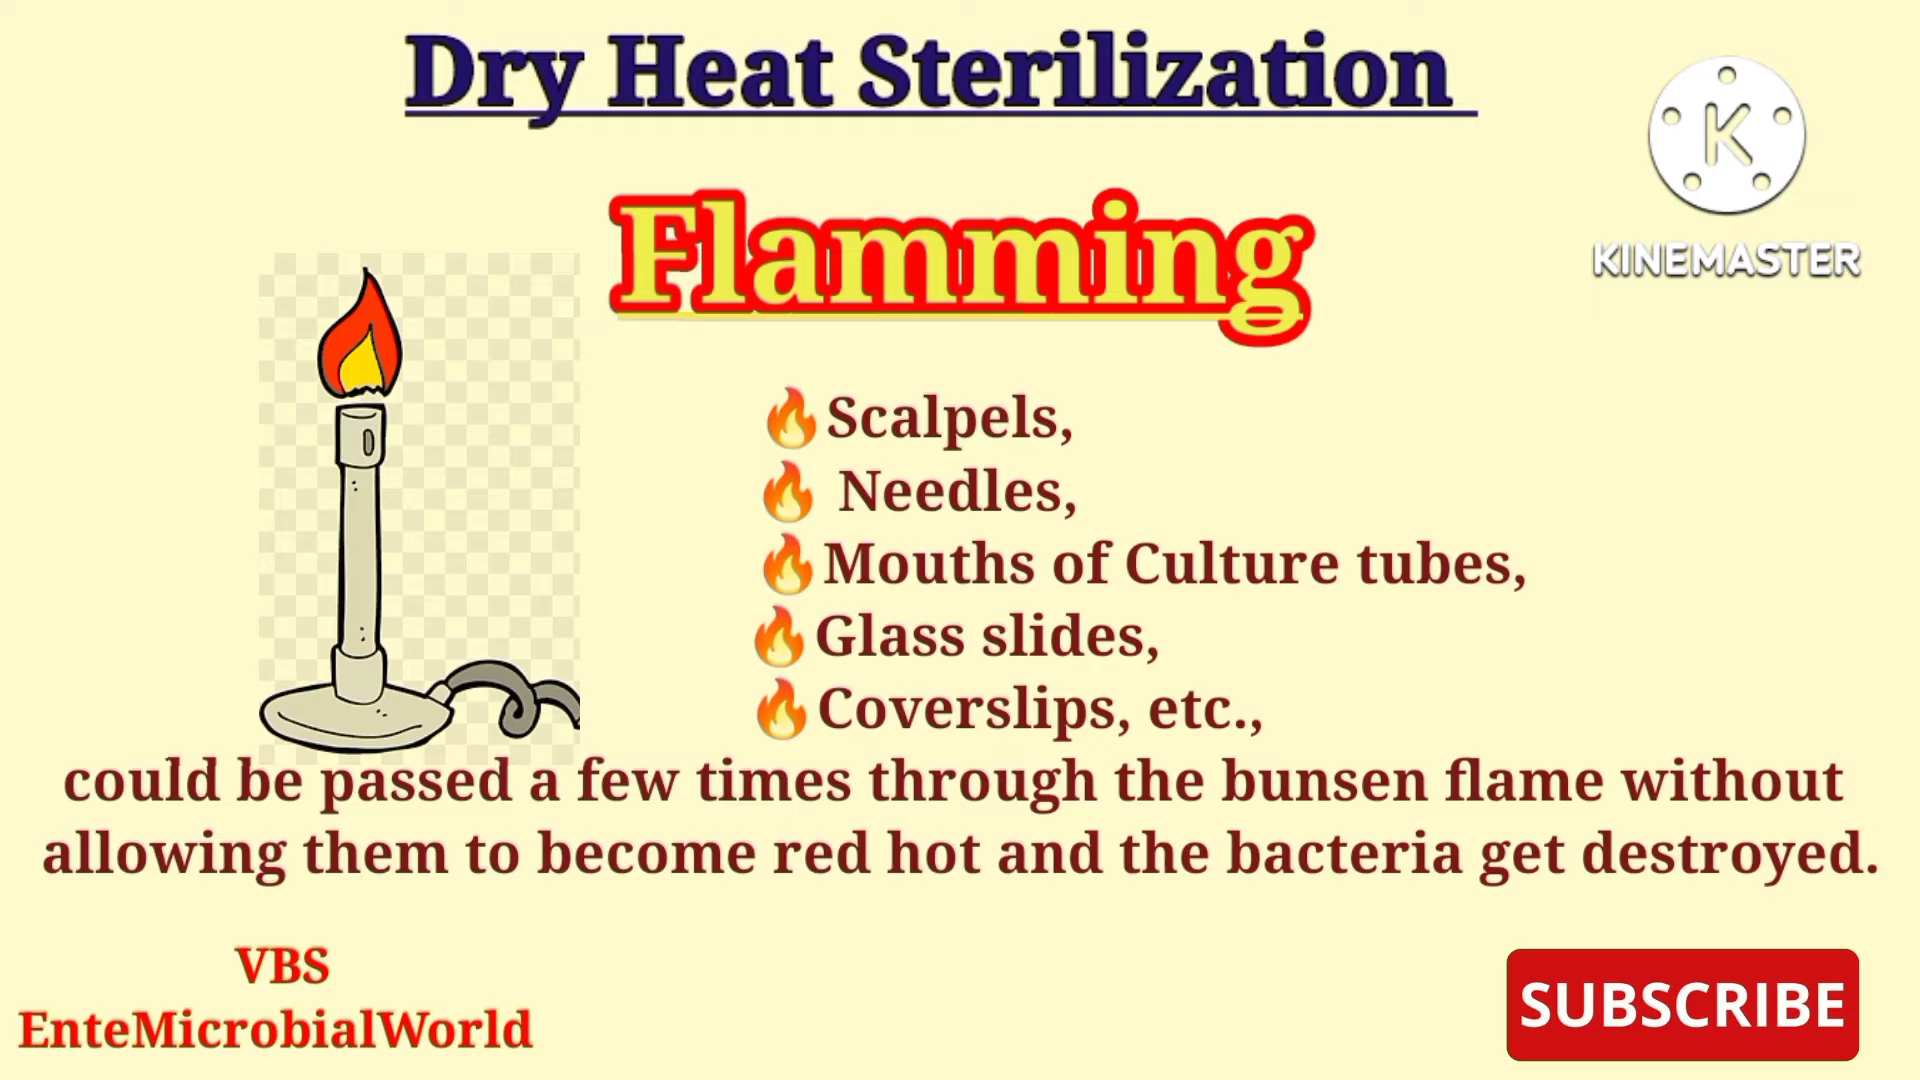 Dry Heat Sterilization
K
KINEMASTER
Flamming
🔥Scalpels,
🔥 Needles,
🔥Mouths of Culture tubes,
🔥Glass slides,
🔥Coverslips, etc.,
could be passed a few times through the bunsen flame without
allowing them to become red hot and the bacteria get destroyed.
VBS
EnteMicrobialWorld
SUBSCRIBE